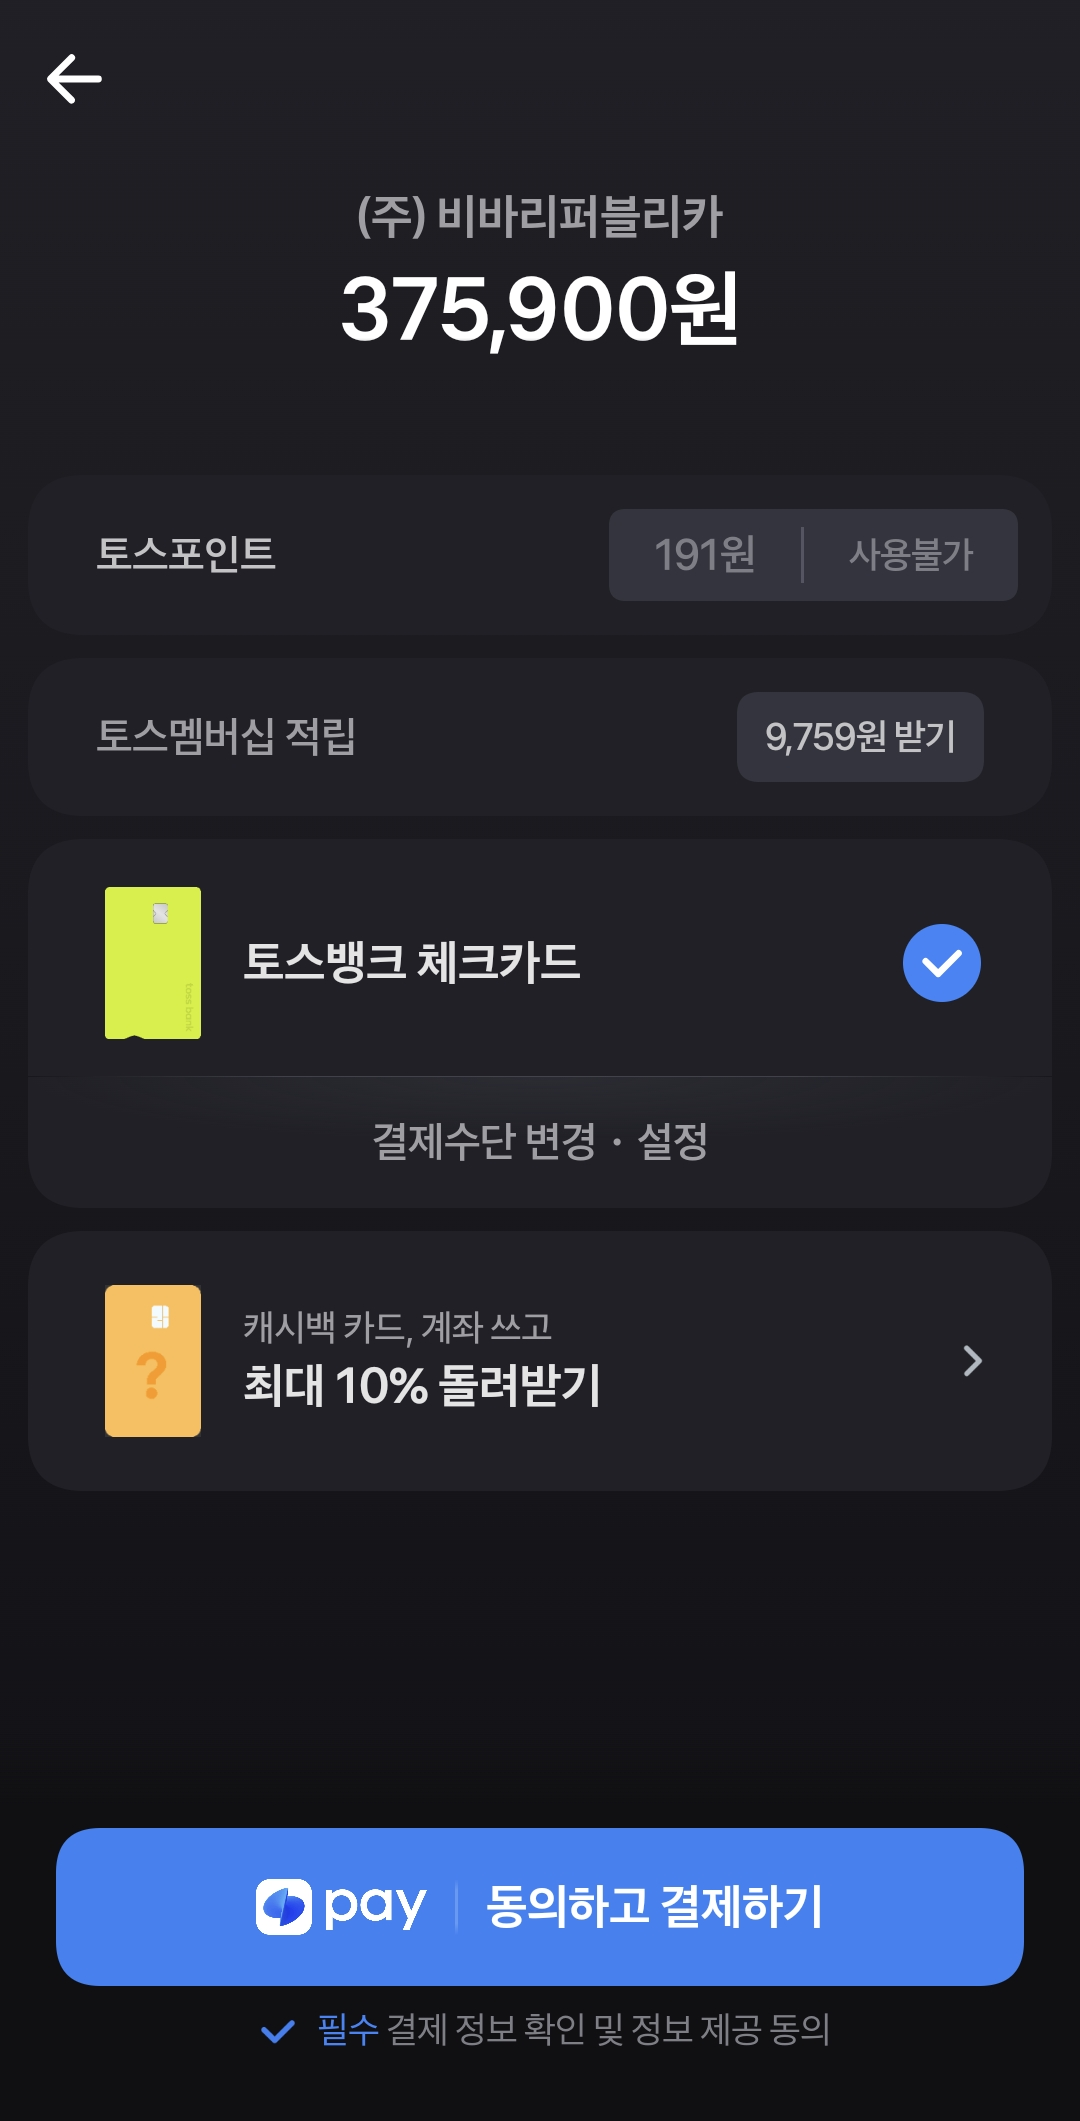 (주) 비바리퍼블리카
375,900원
토스포인트
191원
사용불가
토스멤버십 적립
9,759원 받기
toss bank
토스뱅크 체크카드
결제수단 변경 · 설정
?
캐시백 카드, 계좌 쓰고
최대 10% 돌려받기
pay 동의하고 결제하기
필수 결제 정보 확인 및 정보 제공 동의